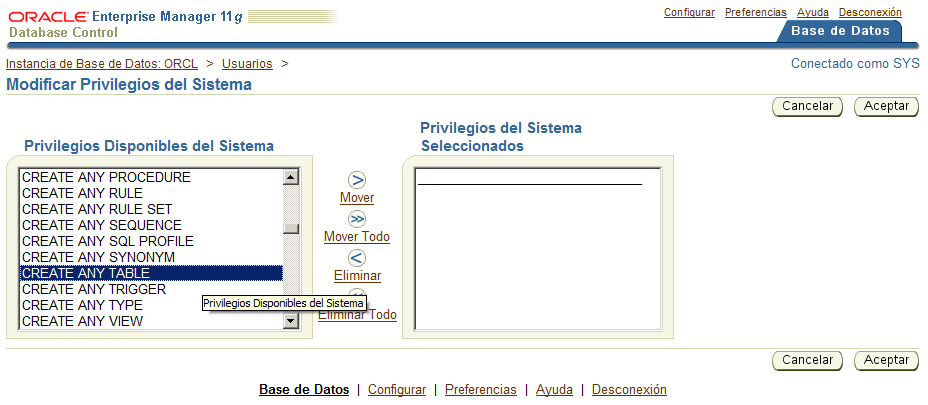 ORACLE Enterprise Manager 11g
Database Control
Configurar Preferencias Ayuda Desconexión
Base de Datos
Instancia de Base de Datos: ORCL > Usuarios >
Conectado como SYS
Modificar Privilegios del Sistema
Cancelar Aceptar
Privilegios Disponibles del Sistema
CREATE ANY PROCEDURE
CREATE ANY RULE
CREATE ANY RULE SET
CREATE ANY SEQUENCE
CREATE ANY SQL PROFILE
CREATE ANY SYNONYM
CREATE ANY TABLE
CREATE ANY TRIGGER
CREATE ANY TYPE
CREATE ANY VIEW
Privilegios Disponibles del Sistema
Mover
Mover Todo
Eliminar
Eliminar Todo
Privilegios del Sistema
Seleccionados
Cancelar Aceptar
Base de Datos | Configurar | Preferencias | Ayuda | Desconexión